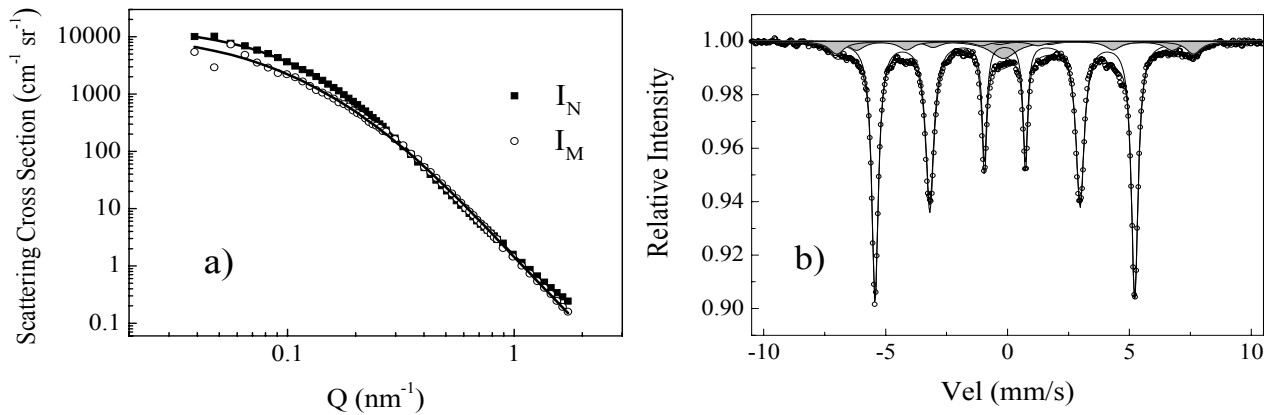 10000
1000
100
10
1
0.1
0.1
1
Scattering Cross Section (cm⁻¹ sr⁻¹)
Q (nm⁻¹)
I_N
I_M
a)
1.00
0.98
0.96
0.94
0.92
0.90
-10
-5
0
5
10
Relative Intensity
Vel (mm/s)
b)